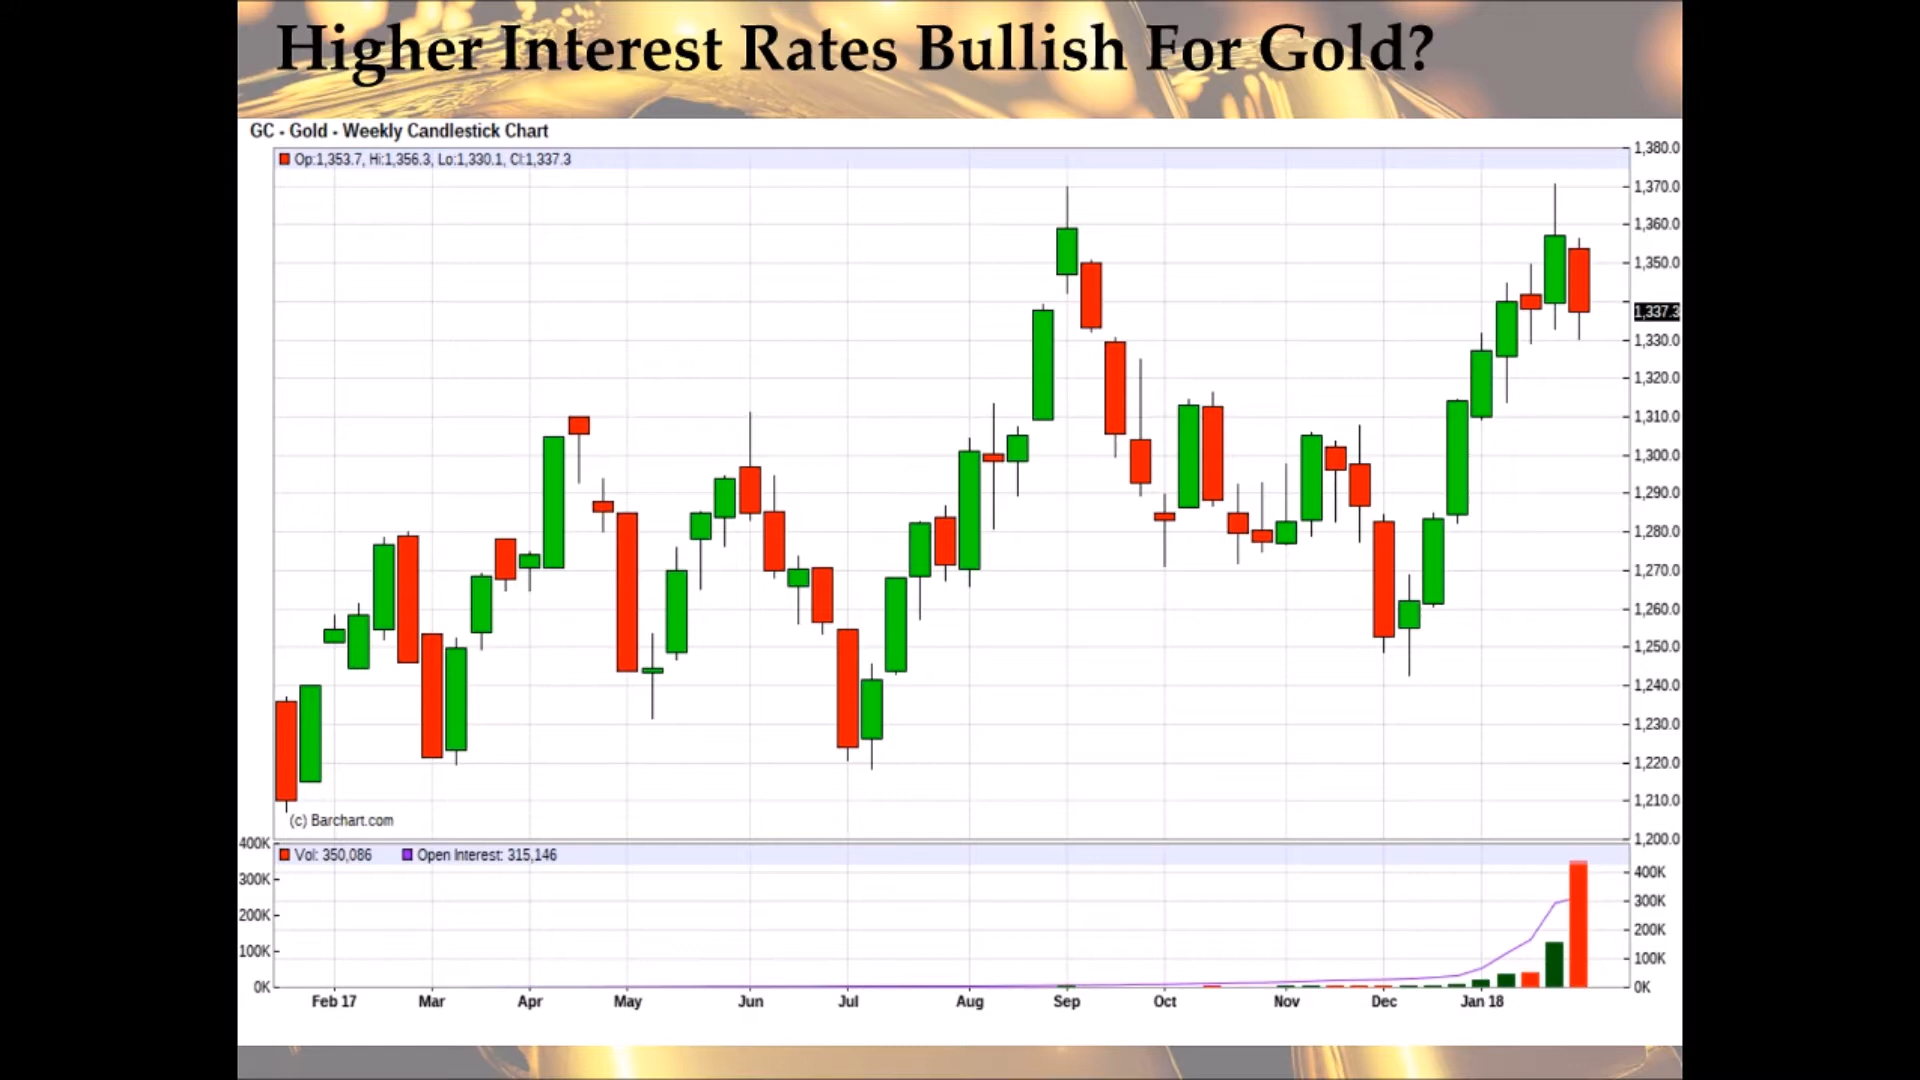 Higher Interest Rates Bullish For Gold?
GC - Gold - Weekly Candlestick Chart
Op:1,353.7, Hi:1,356.3, Lo:1,330.1, Cl:1,337.3
1,380.0
1,370.0
1,360.0
1,350.0
1,337.3
1,330.0
1,320.0
1,310.0
1,300.0
1,290.0
1,280.0
1,270.0
1,260.0
1,250.0
1,240.0
1,230.0
1,220.0
1,210.0
1,200.0
(c) Barchart.com
Vol: 350,086 Open Interest: 315,146
400K
300K
200K
100K
0K
400K
300K
200K
100K
0K
Feb 17 Mar Apr May Jun Jul Aug Sep Oct Nov Dec Jan 18